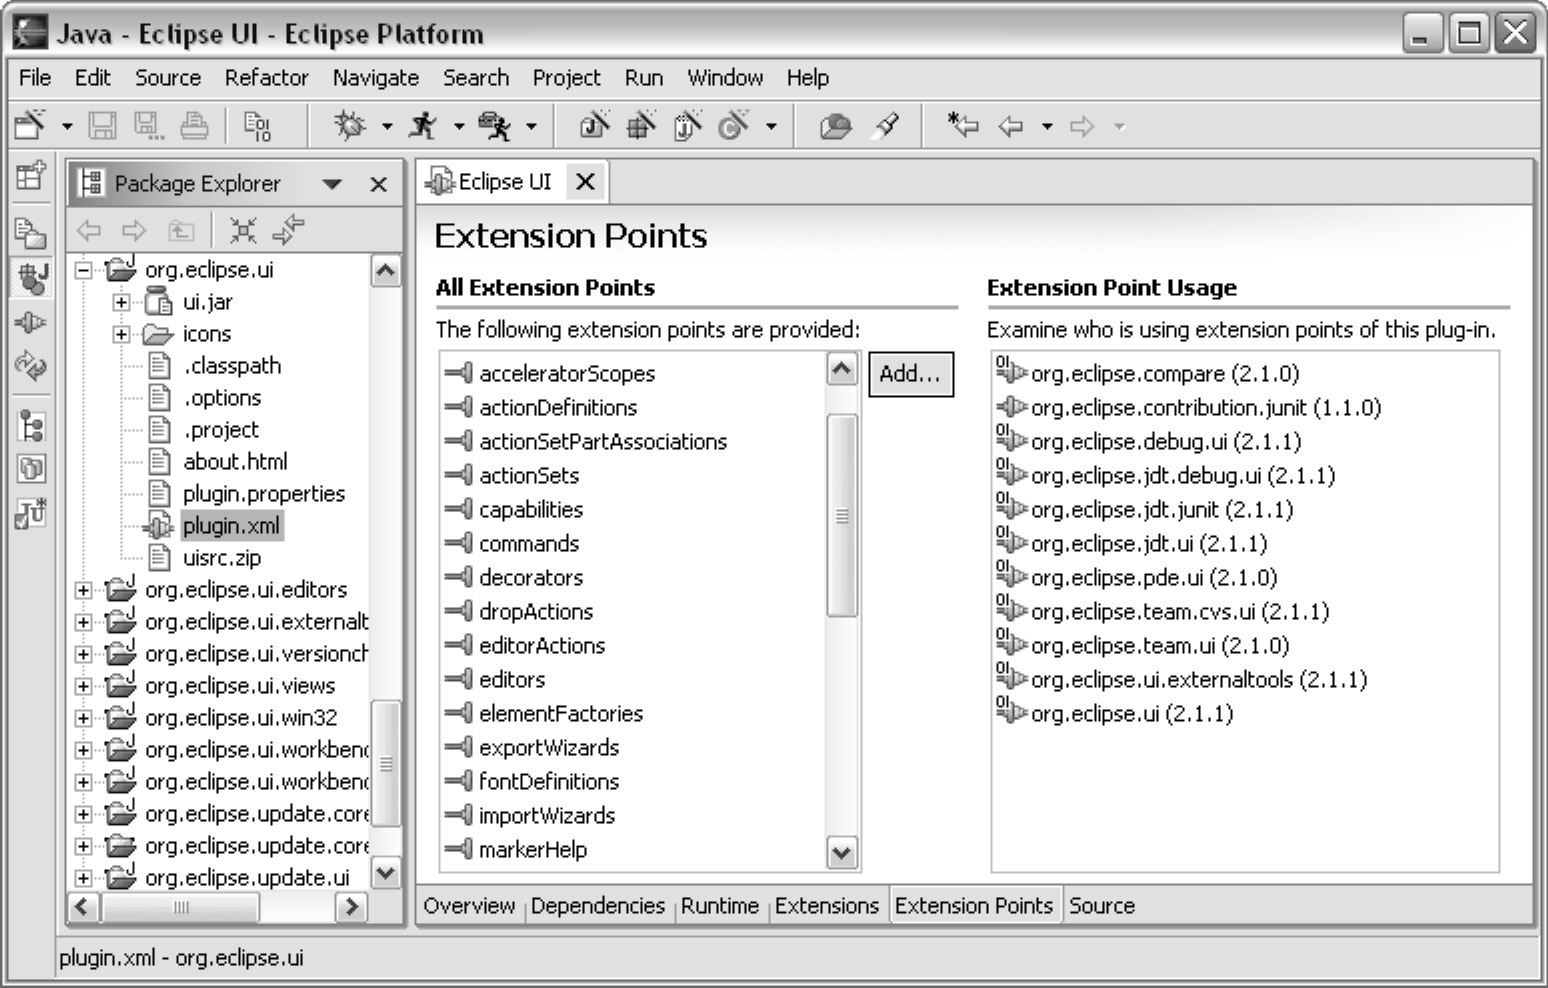 Java - Eclipse UI - Eclipse Platform
File Edit Source Refactor Navigate Search Project Run Window Help
Package Explorer
org.eclipse.ui
ui.jar
icons
.classpath
.options
.project
about.html
plugin.properties
plugin.xml
uisrc.zip
org.eclipse.ui.editors
org.eclipse.ui.externalt
org.eclipse.ui.versionch
org.eclipse.ui.views
org.eclipse.ui.win32
org.eclipse.ui.workbenc
org.eclipse.ui.workbenc
org.eclipse.update.core
org.eclipse.update.core
org.eclipse.update.ui
Eclipse UI
Extension Points
All Extension Points
The following extension points are provided:
acceleratorScopes
actionDefinitions
actionSetPartAssociations
actionSets
capabilities
commands
decorators
dropActions
editorActions
editors
elementFactories
exportWizards
fontDefinitions
importWizards
markerHelp
Add...
Extension Point Usage
Examine who is using extension points of this plug-in.
org.eclipse.compare (2.1.0)
org.eclipse.contribution.junit (1.1.0)
org.eclipse.debug.ui (2.1.1)
org.eclipse.jdt.debug.ui (2.1.1)
org.eclipse.jdt.junit (2.1.1)
org.eclipse.jdt.ui (2.1.1)
org.eclipse.pde.ui (2.1.0)
org.eclipse.team.cvs.ui (2.1.1)
org.eclipse.team.ui (2.1.0)
org.eclipse.ui.externaltools (2.1.1)
org.eclipse.ui (2.1.1)
Overview Dependencies Runtime Extensions Extension Points Source
plugin.xml - org.eclipse.ui